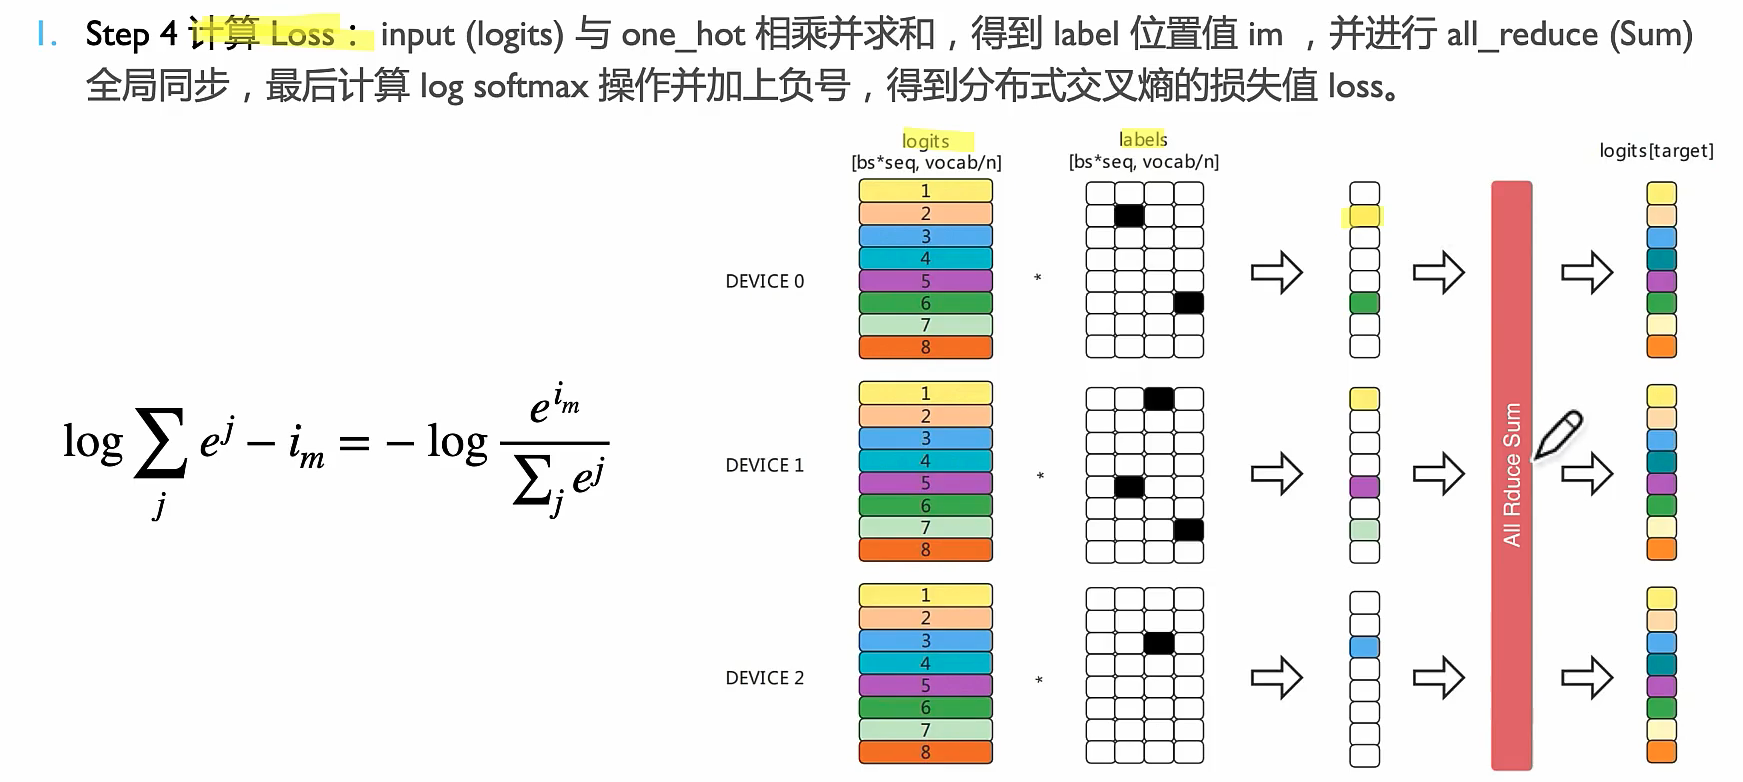 1. Step 4 计算 Loss： input (logits) 与 one_hot 相乘并求和，得到 label 位置值 im ，并进行 all_reduce (Sum)
全局同步，最后计算 log softmax 操作并加上负号，得到分布式交叉熵的损失值 loss。
log ∑_j e^j − i_m = − log e^{i_m} / ∑_j e^j
logits
[bs*seq, vocab/n]
labels
[bs*seq, vocab/n]
logits[target]
DEVICE 0
1
2
3
4
5
6
7
8
*
DEVICE 1
1
2
3
4
5
6
7
8
*
DEVICE 2
1
2
3
4
5
6
7
8
*
All Rduce Sum